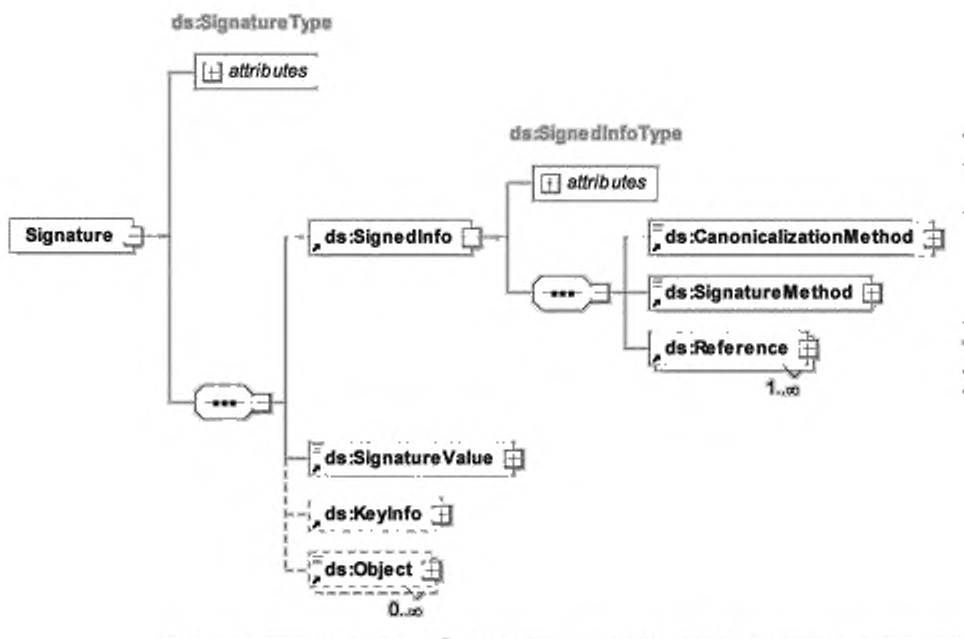 ds:SignatureType
attributes
ds:SignedInfoType
attributes
Signature
ds:SignedInfo
ds:CanonicalizationMethod
ds:SignatureMethod
ds:Reference
1..∞
ds:SignatureValue
ds:KeyInfo
ds:Object
0..∞